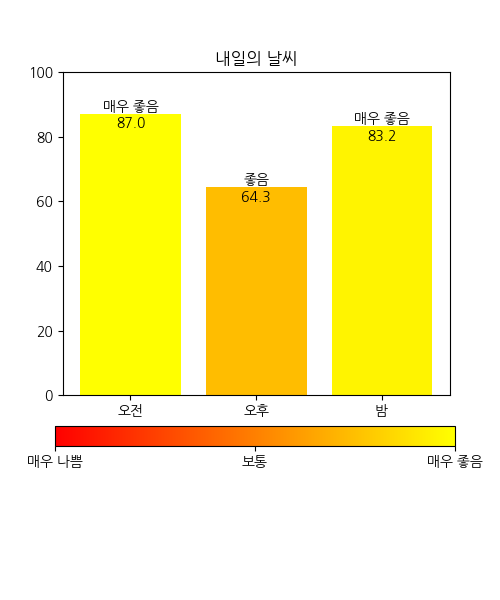 내일의 날씨
100
80
60
40
20
0
매우 좋음
87.0
좋음
64.3
매우 좋음
83.2
오전 오후 밤
매우 나쁨 보통 매우 좋음